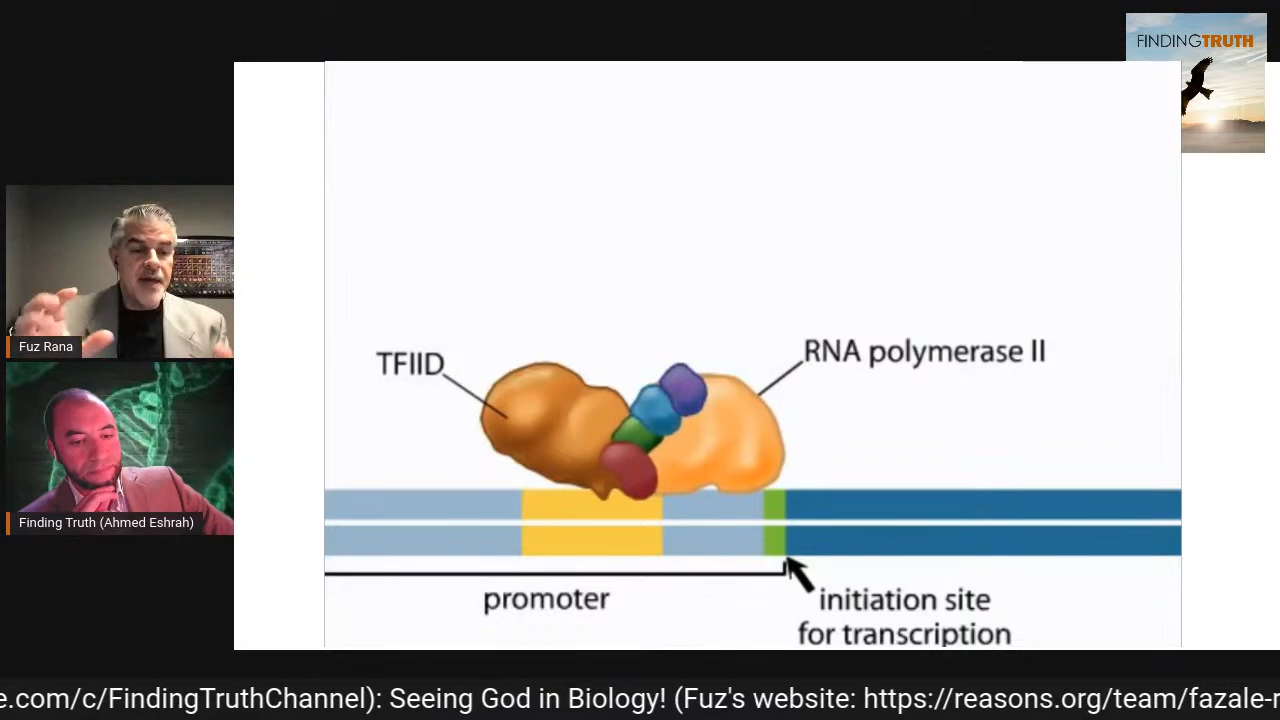 FINDINGTRUTH
TFIID
RNA polymerase II
Fuz Rana
Finding Truth (Ahmed Eshrah)
promoter
initiation site
for transcription
e.com/c/FindingTruthChannel): Seeing God in Biology! (Fuz's website: https://reasons.org/team/fazale-r